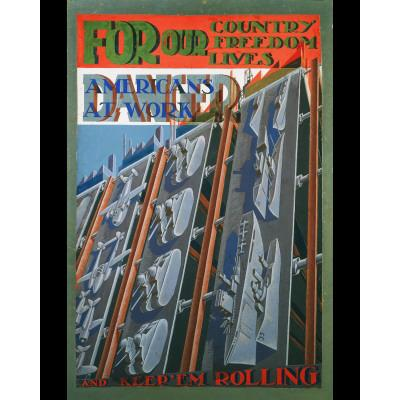 FOR OUR COUNTRY
FREEDOM
LIVES
DANGER
AMERICANS
AT WORK
AND KEEP'EM ROLLING